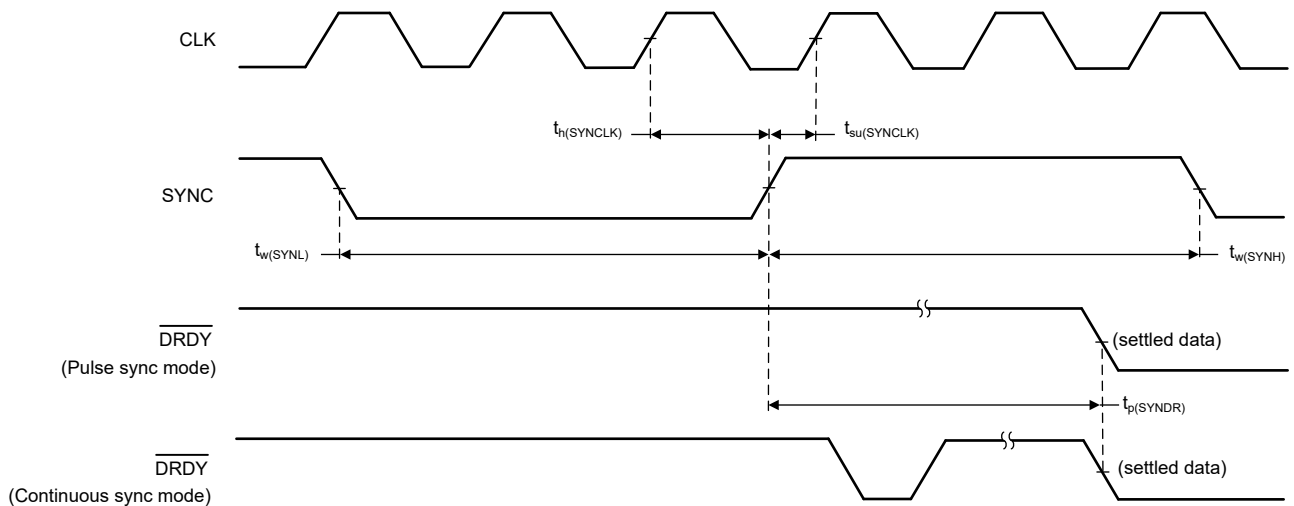 CLK
th(SYNCLK)
tsu(SYNCLK)
SYNC
tw(SYNL)
tw(SYNH)
DRDY
(Pulse sync mode)
(settled data)
tp(SYNDR)
DRDY
(Continuous sync mode)
(settled data)